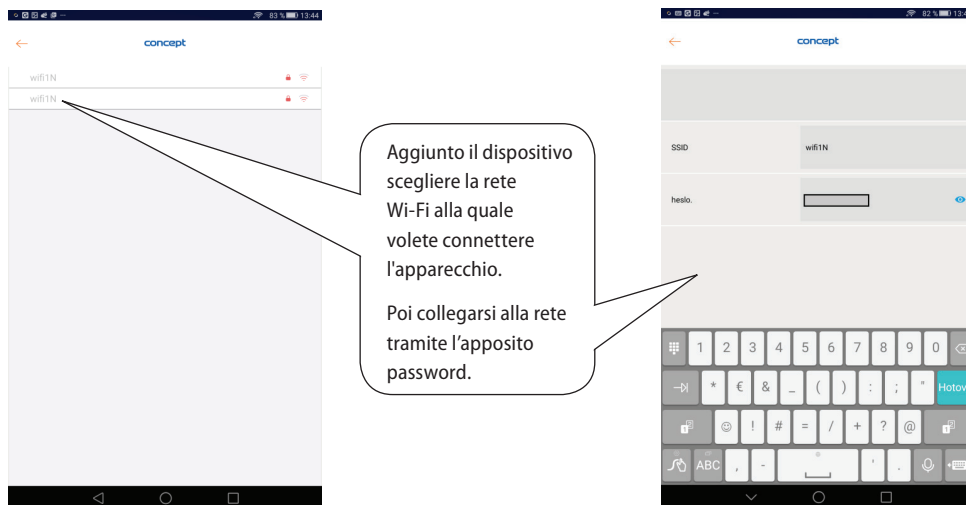 83 % 13:44
concept
wifi1N
wifi1N
Aggiunto il dispositivo
scegliere la rete
Wi-Fi alla quale
volete connettere
l'apparecchio.
Poi collegarsi alla rete
tramite l’apposito
password.
82 % 13:4
concept
SSID wifi1N
heslo.
1 2 3 4 5 6 7 8 9 0
* € & _ ( ) : ; " Hotov
! # = / + ? @
ABC , - ' .